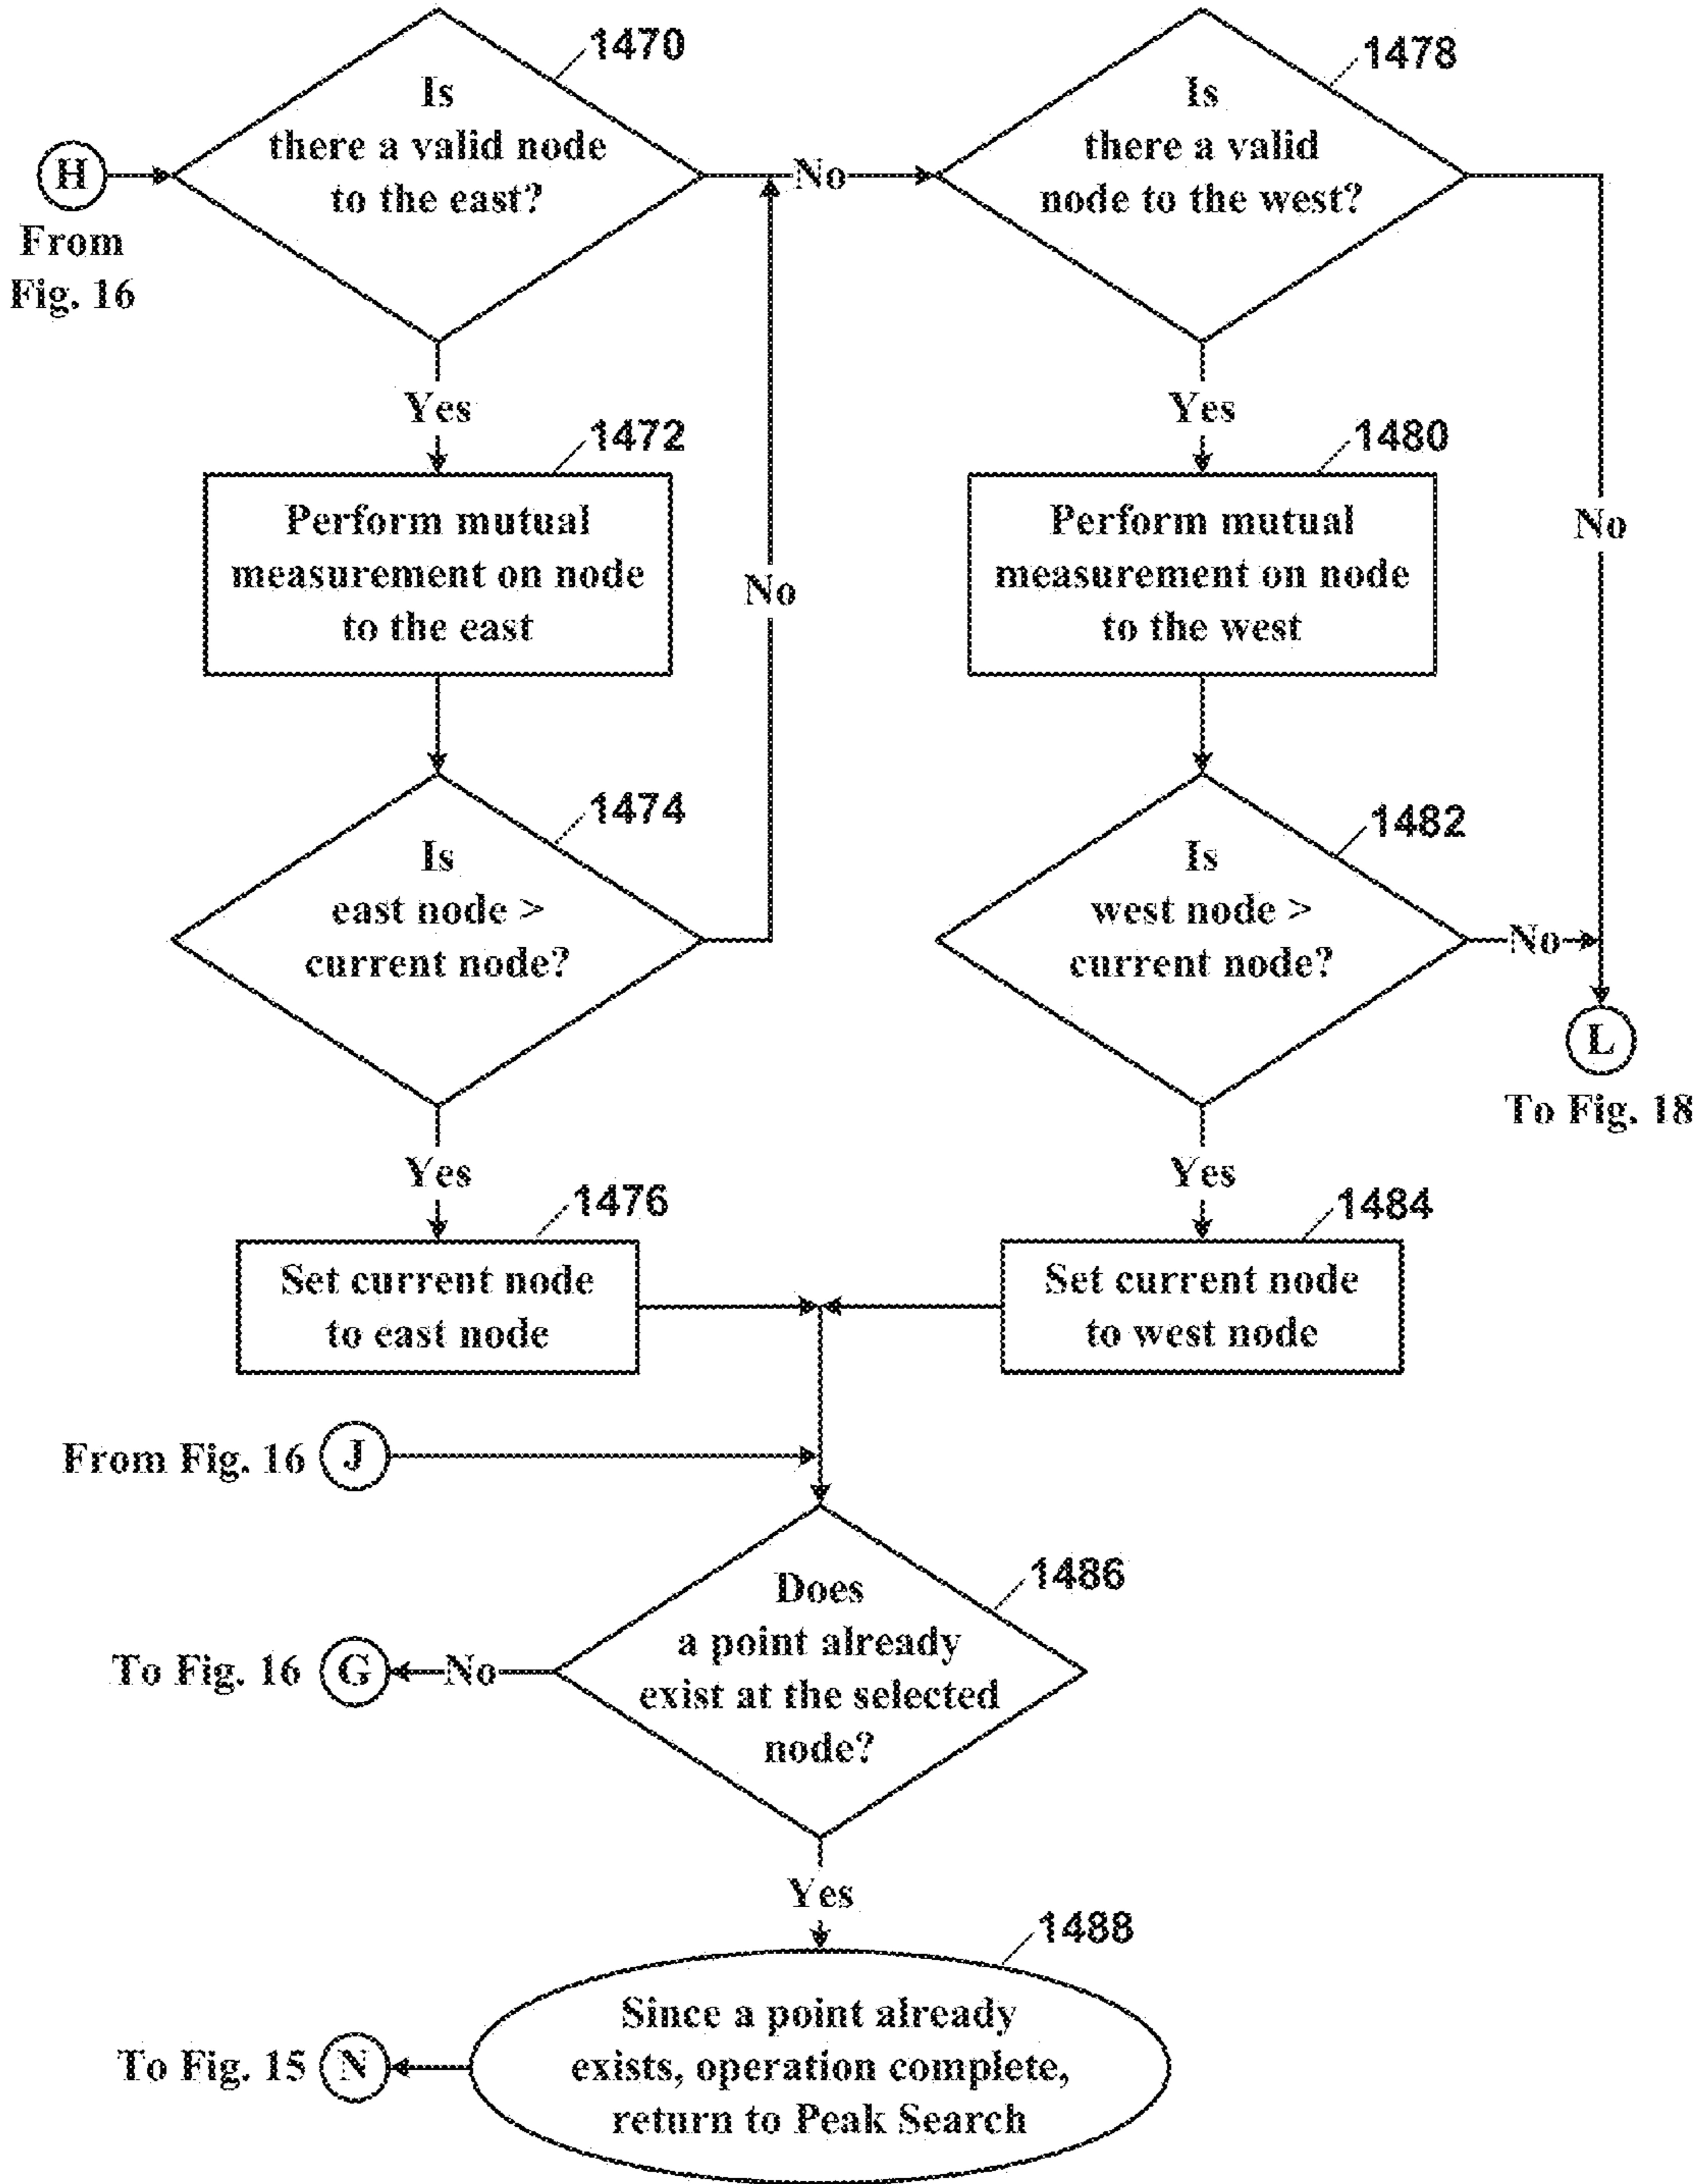 1470
Is
there a valid node
to the east?
H
From
Fig. 16
No
1478
Is
there a valid
node to the west?
Yes
1472
Perform mutual
measurement on node
to the east
No
Yes
1480
Perform mutual
measurement on node
to the west
No
1474
Is
east node >
current node?
1482
Is
west node >
current node?
No
L
To Fig. 18
Yes
1476
Set current node
to east node
Yes
1484
Set current node
to west node
From Fig. 16
J
1486
Does
a point already
exist at the selected
node?
To Fig. 16
G
No
Yes
1488
Since a point already
exists, operation complete,
return to Peak Search
To Fig. 15
N